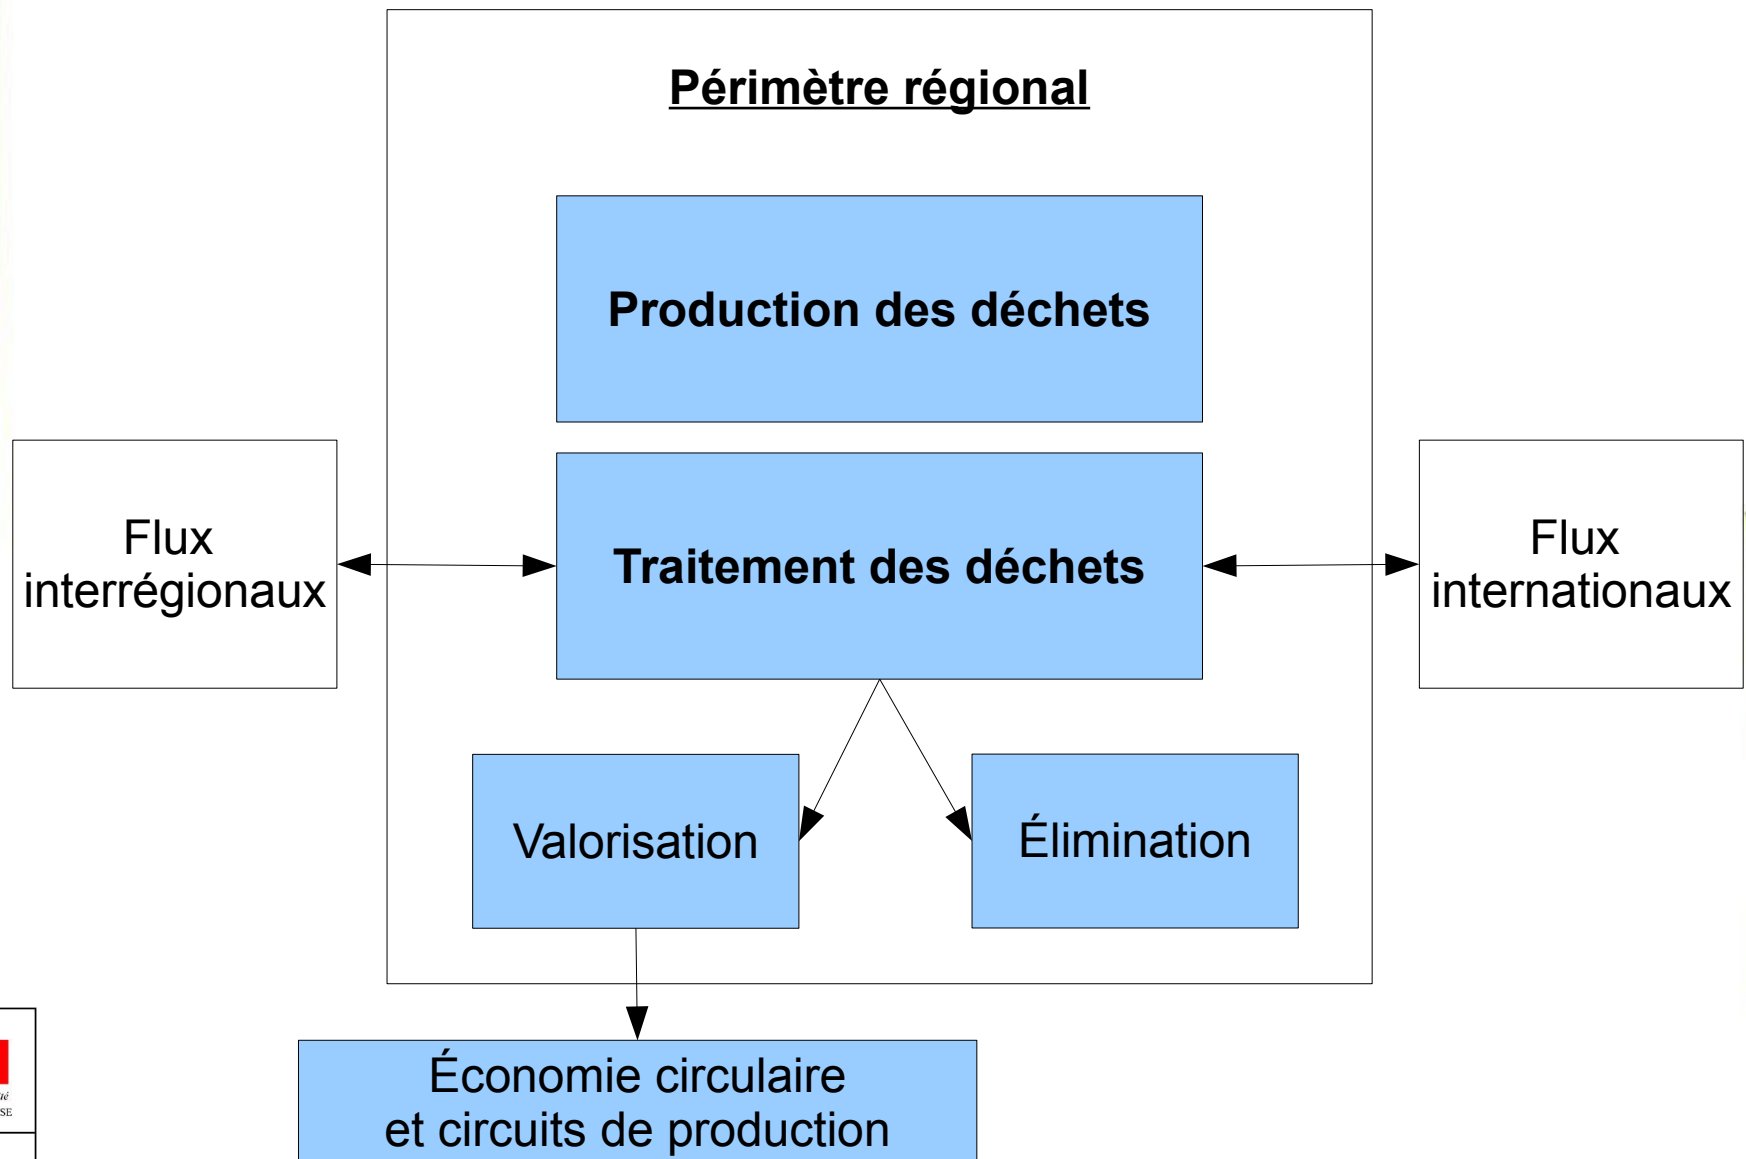 Périmètre régional
Production des déchets
Flux
interrégionaux
Traitement des déchets
Flux
internationaux
Valorisation
Élimination
Économie circulaire
et circuits de production